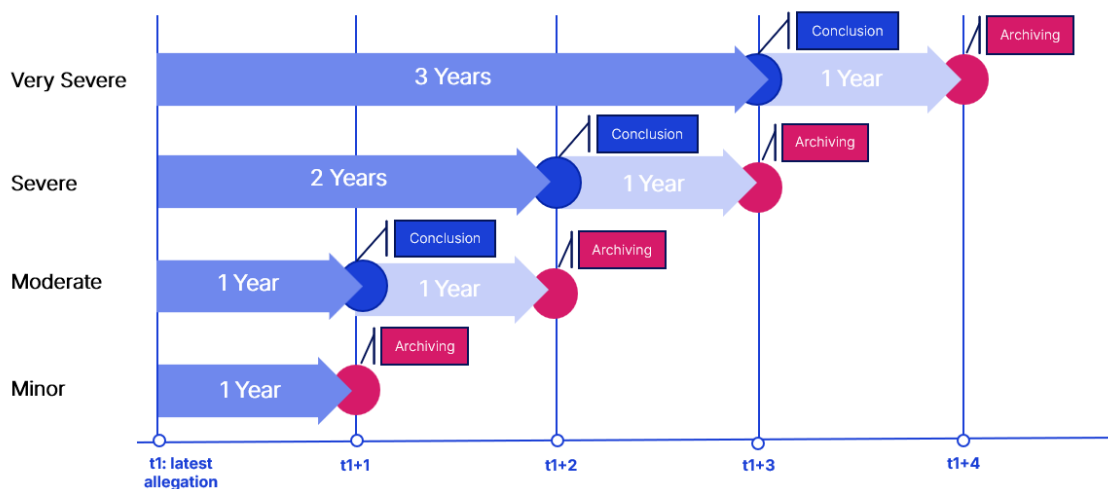 Conclusion
Archiving
Very Severe
3 Years
1 Year
Conclusion
Archiving
Severe
2 Years
1 Year
Conclusion
Archiving
Moderate
1 Year
1 Year
Archiving
Minor
1 Year
t1: latest
allegation
t1+1
t1+2
t1+3
t1+4